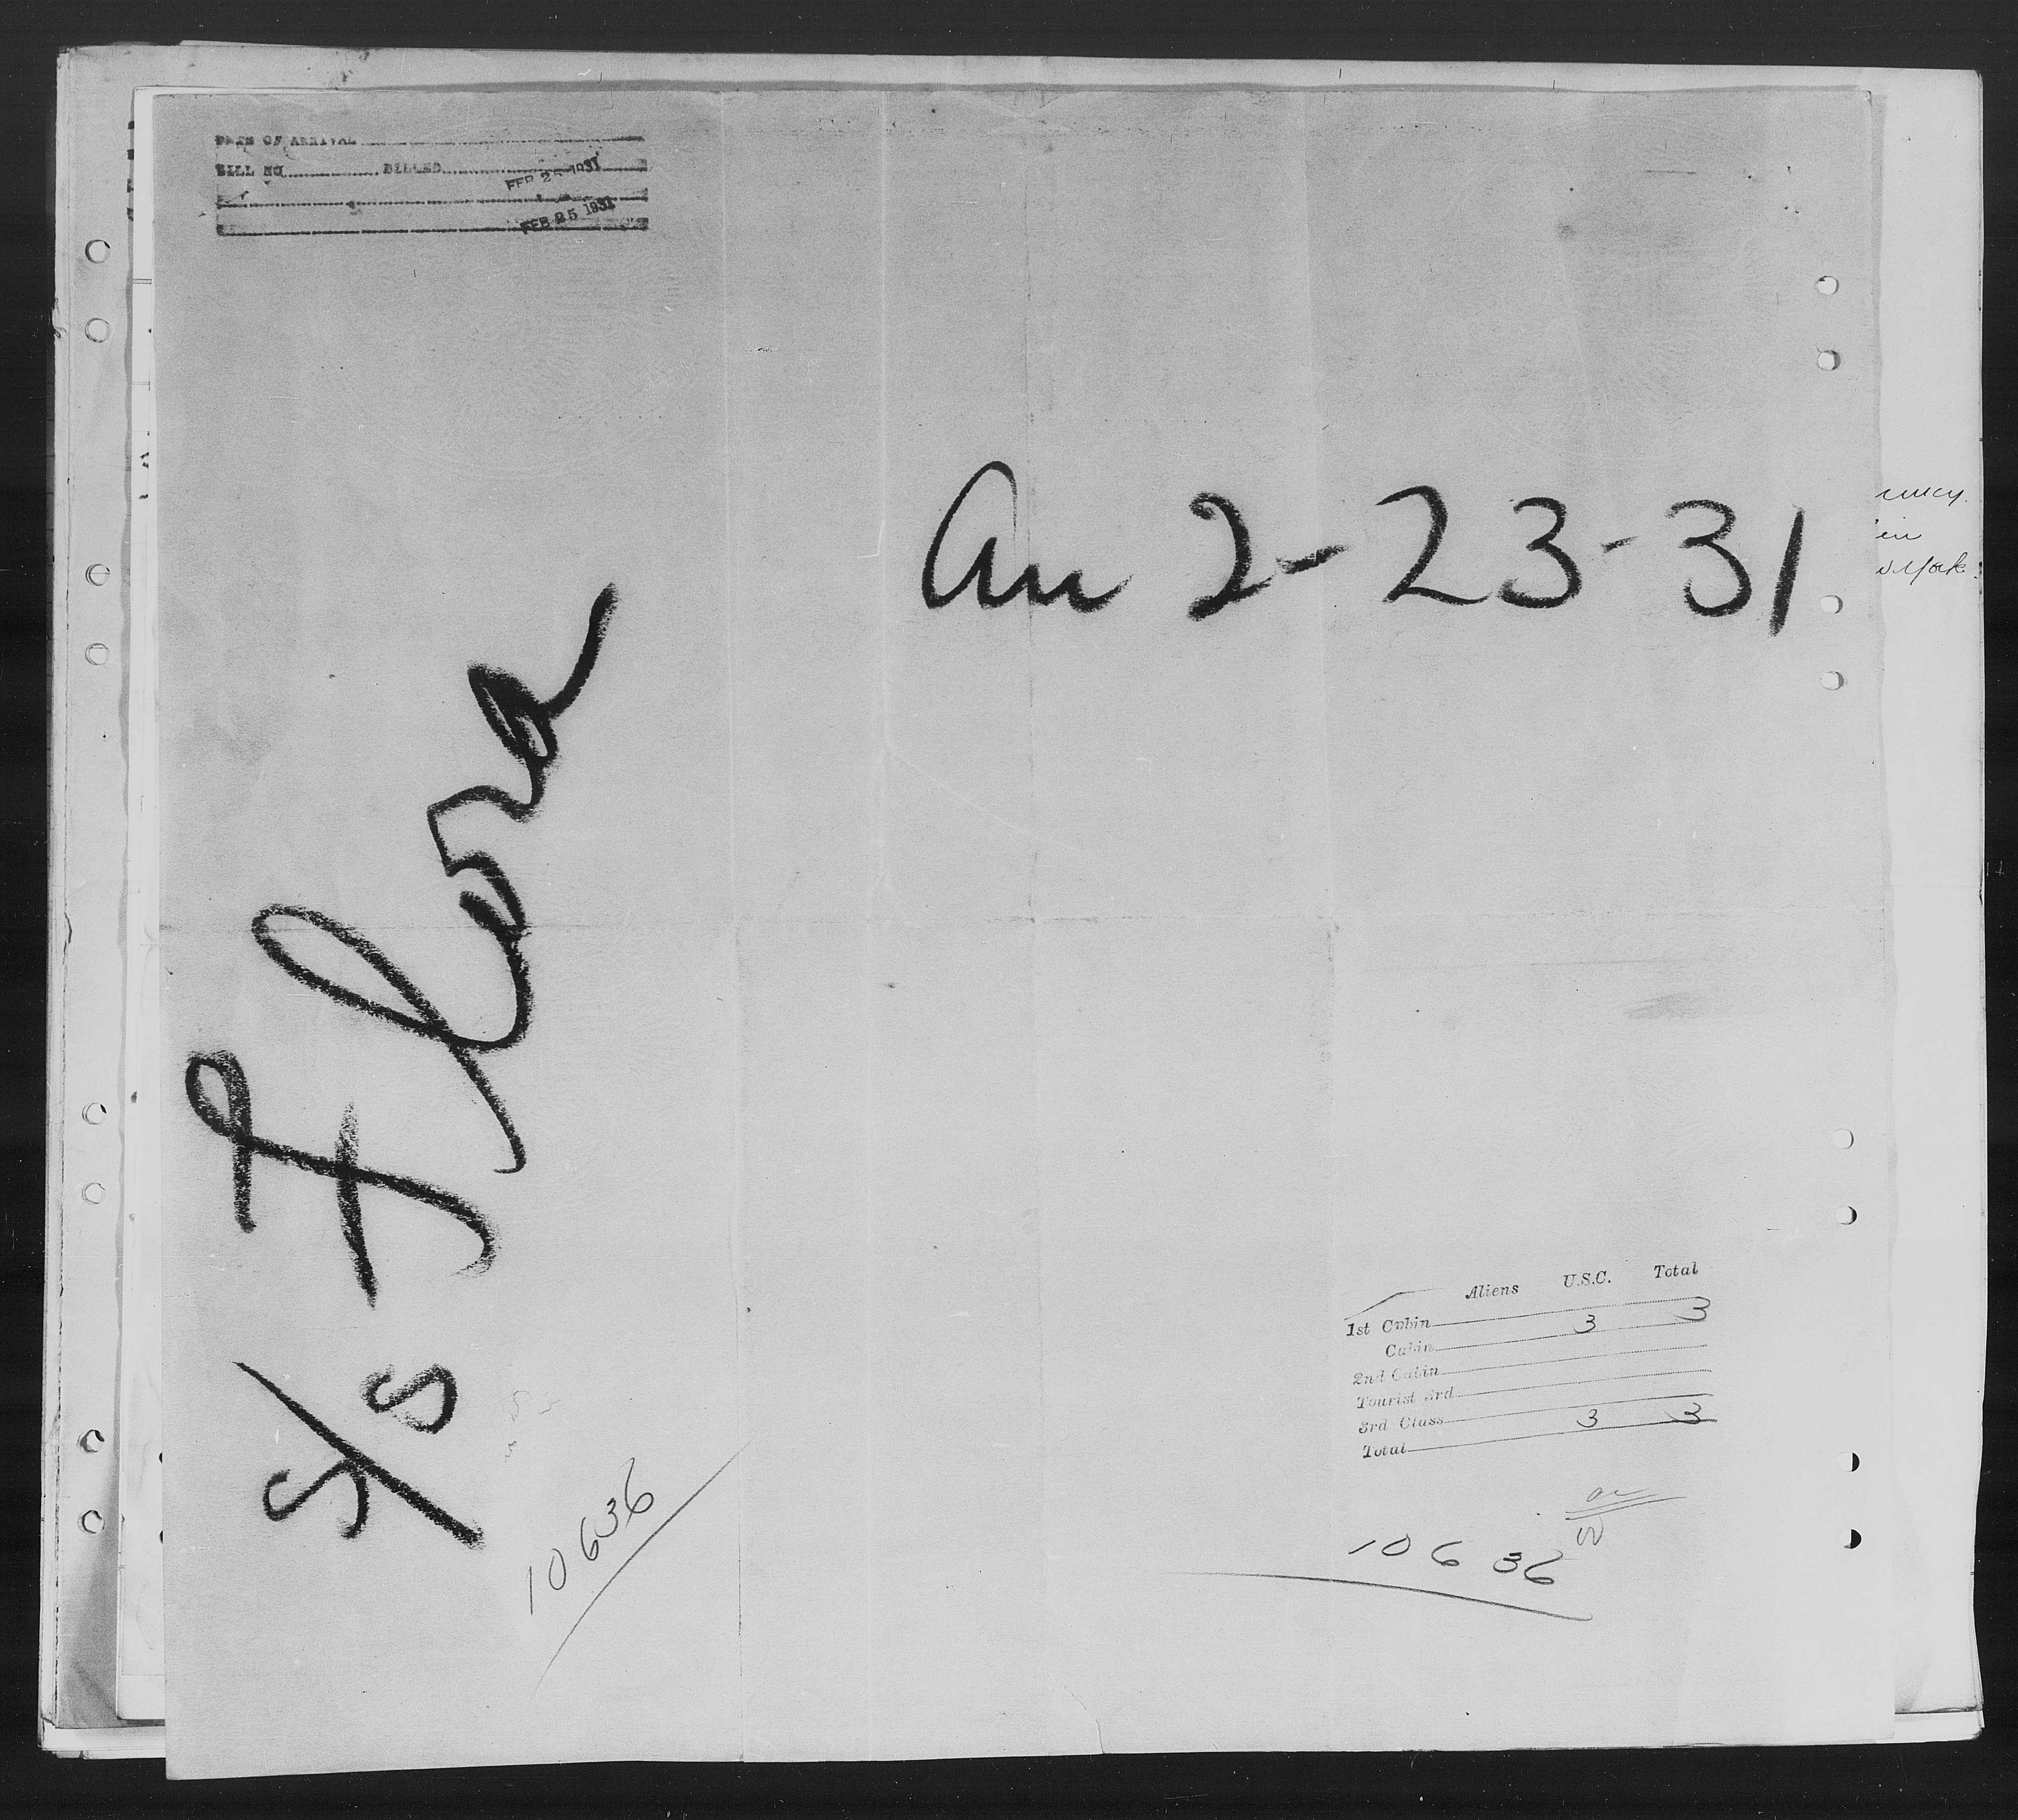 DATE OF ARRIVAL
BILL NO. BILLED
FEB 25 1931
FEB 25 1931
Arr 2-23-31
S/S Flora
10636
Aliens U.S.C. Total
1st Cabin 3 3
Cabin
2nd Cabin
Tourist 3rd
3rd Class 3 3
Total
10636